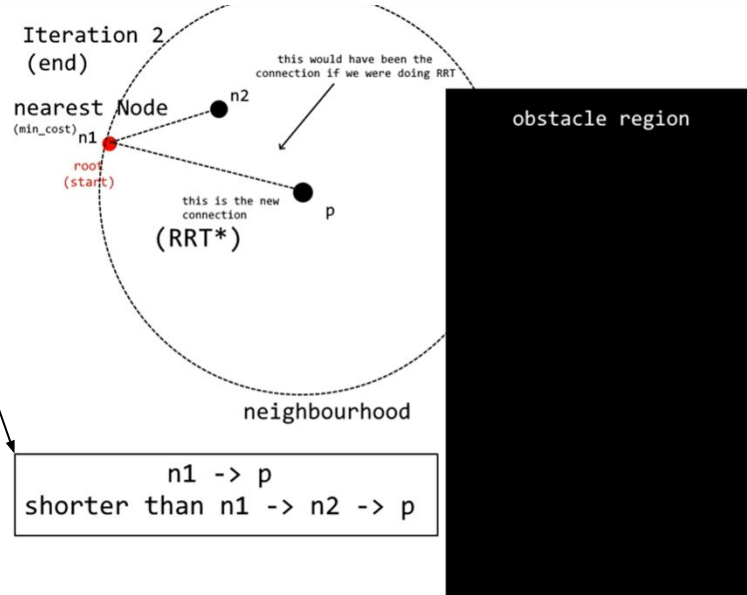 Iteration 2
(end)
this would have been the
connection if we were doing RRT
n2
nearest Node
(min_cost)
n1
root
(start)
obstacle region
this is the new
connection
p
(RRT*)
neighbourhood
n1 -> p
shorter than n1 -> n2 -> p